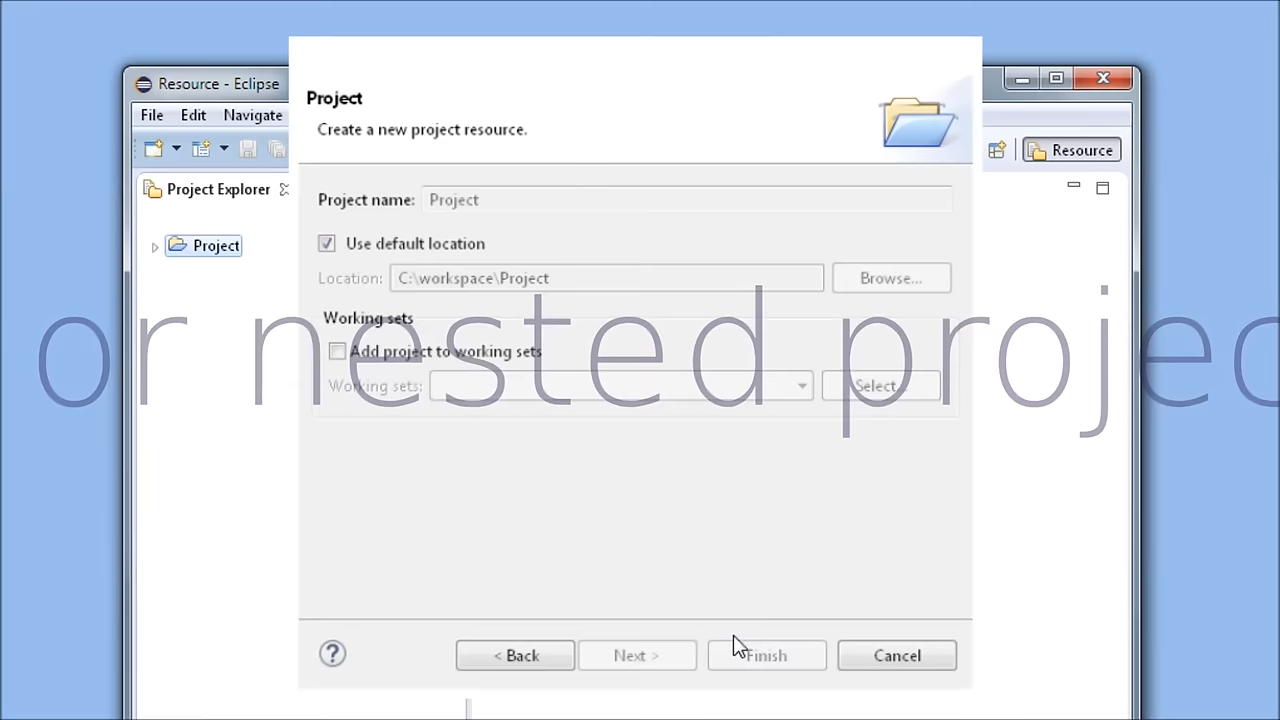 Resource - Eclipse
File Edit Navigate
Resource
Project Explorer
Project
Project
Create a new project resource.
Project name: Project
Use default location
Location: C:\workspace\Project Browse...
Working sets
Add project to working sets
Working sets: Select...
or nested projec
? < Back Next > Finish Cancel